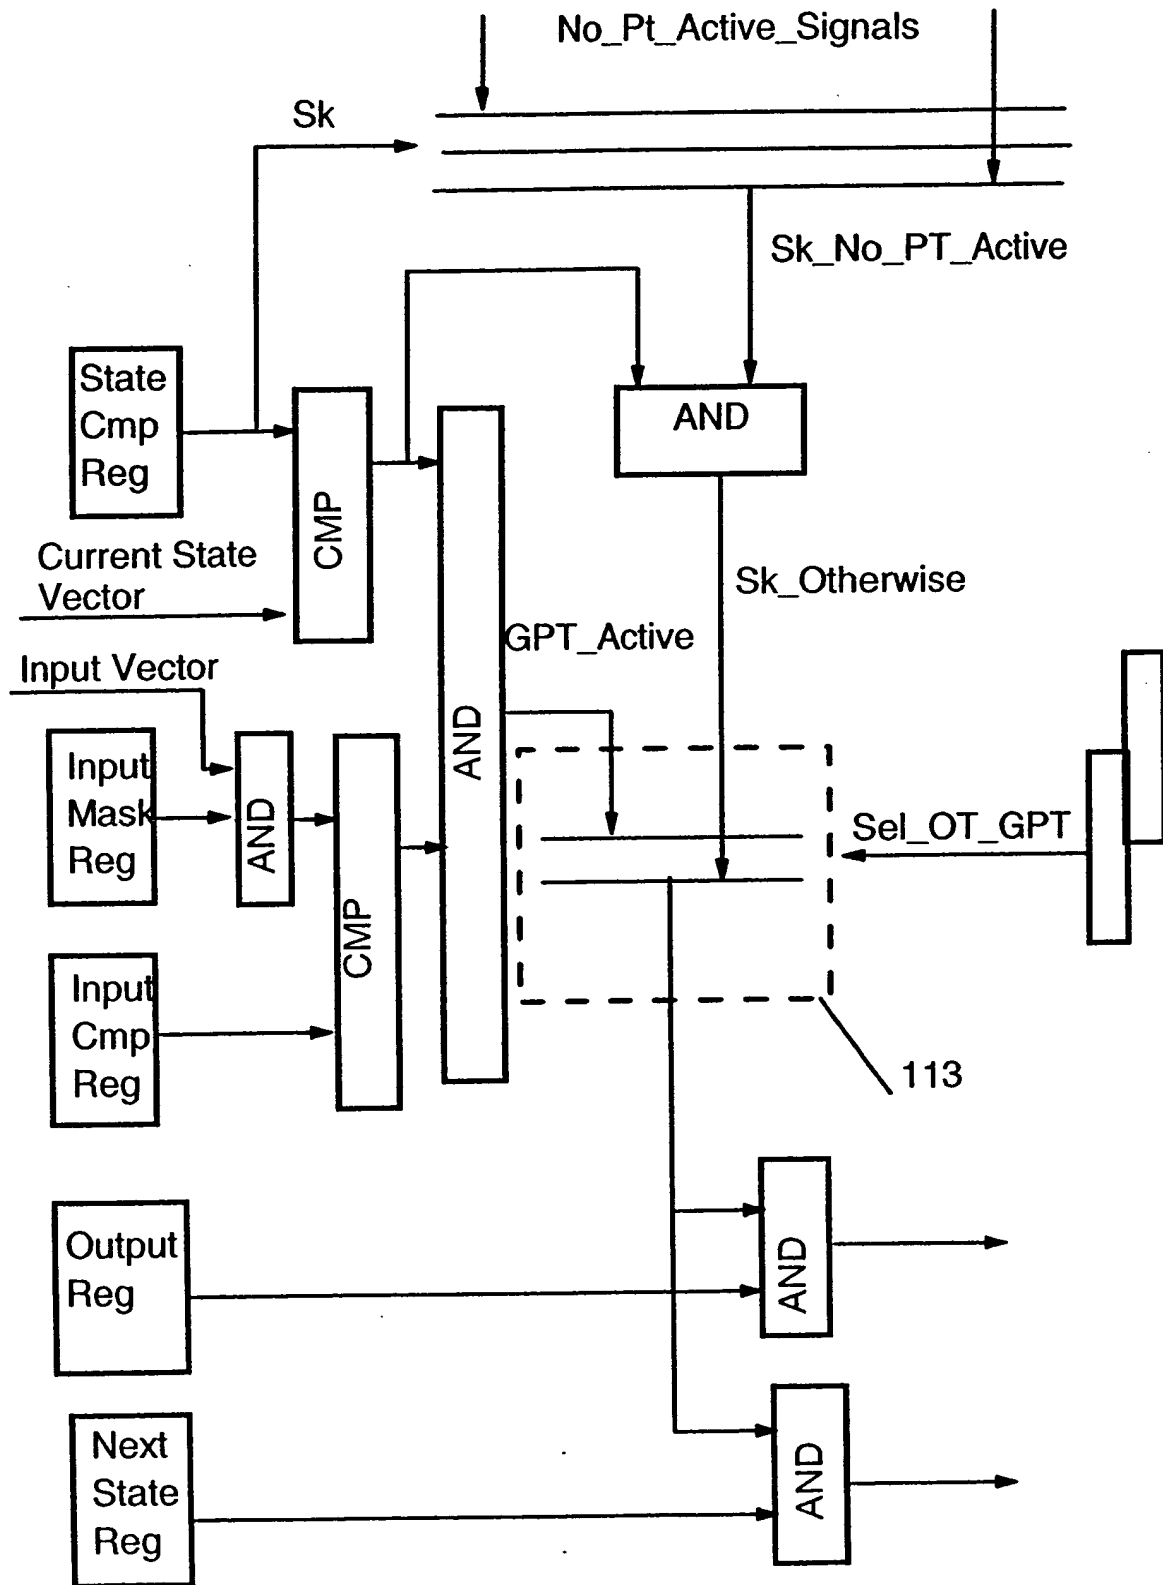 No_Pt_Active_Signals
Sk
Sk_No_PT_Active
State
Cmp
Reg
CMP
AND
Current State
Vector
Sk_Otherwise
GPT_Active
Input Vector
AND
Input
Mask
Reg
AND
CMP
Sel_OT_GPT
Input
Cmp
Reg
113
Output
Reg
AND
Next
State
Reg
AND